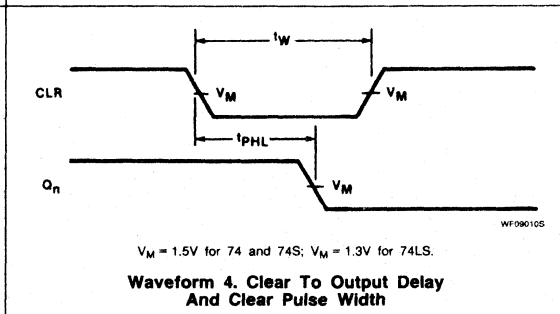 tW
CLR
VM
VM
tPHL
Qn
VM
WF09010S
VM = 1.5V for 74 and 74S; VM = 1.3V for 74LS.
Waveform 4. Clear To Output Delay
And Clear Pulse Width